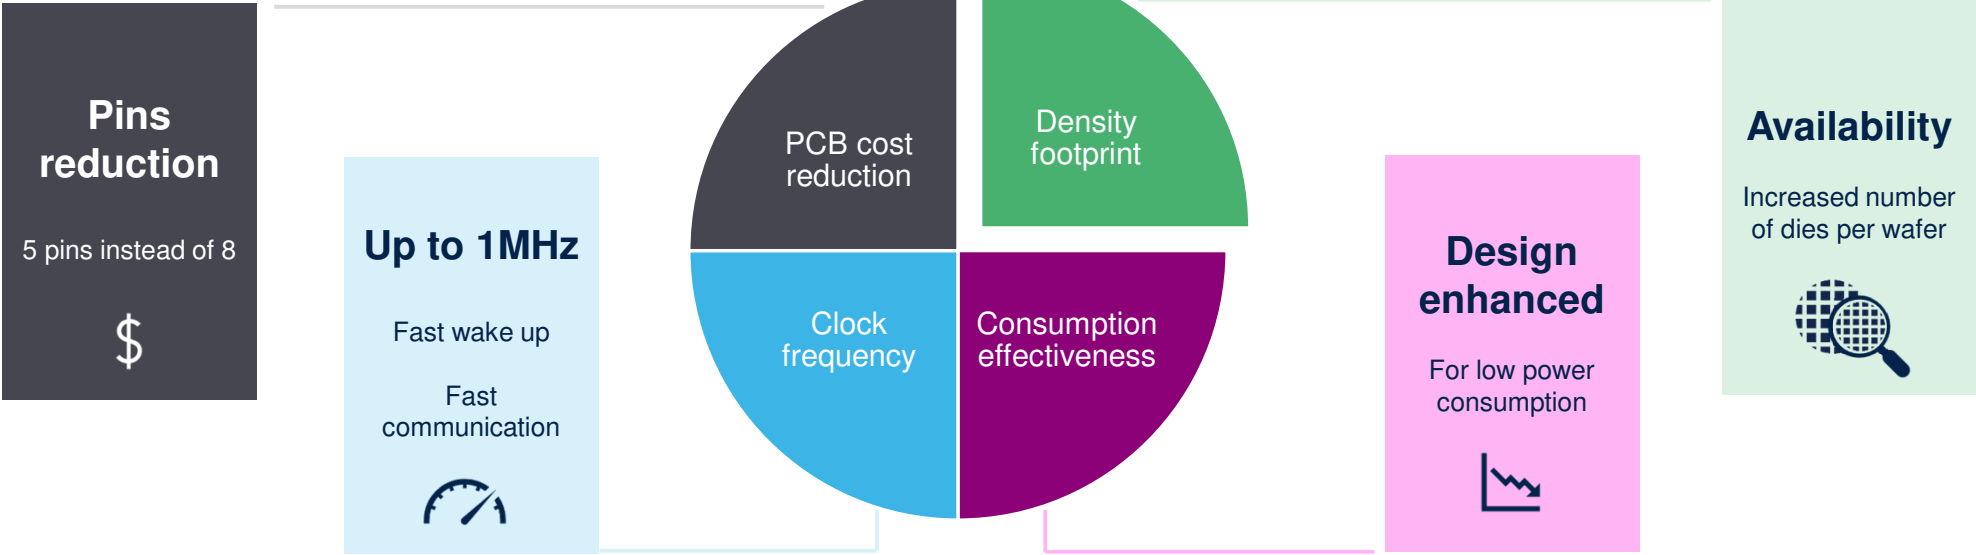 Pins
reduction
5 pins instead of 8
$
Up to 1MHz
Fast wake up
Fast
communication
PCB cost
reduction
Density
footprint
Clock
frequency
Consumption
effectiveness
Design
enhanced
For low power
consumption
Availability
Increased number
of dies per wafer